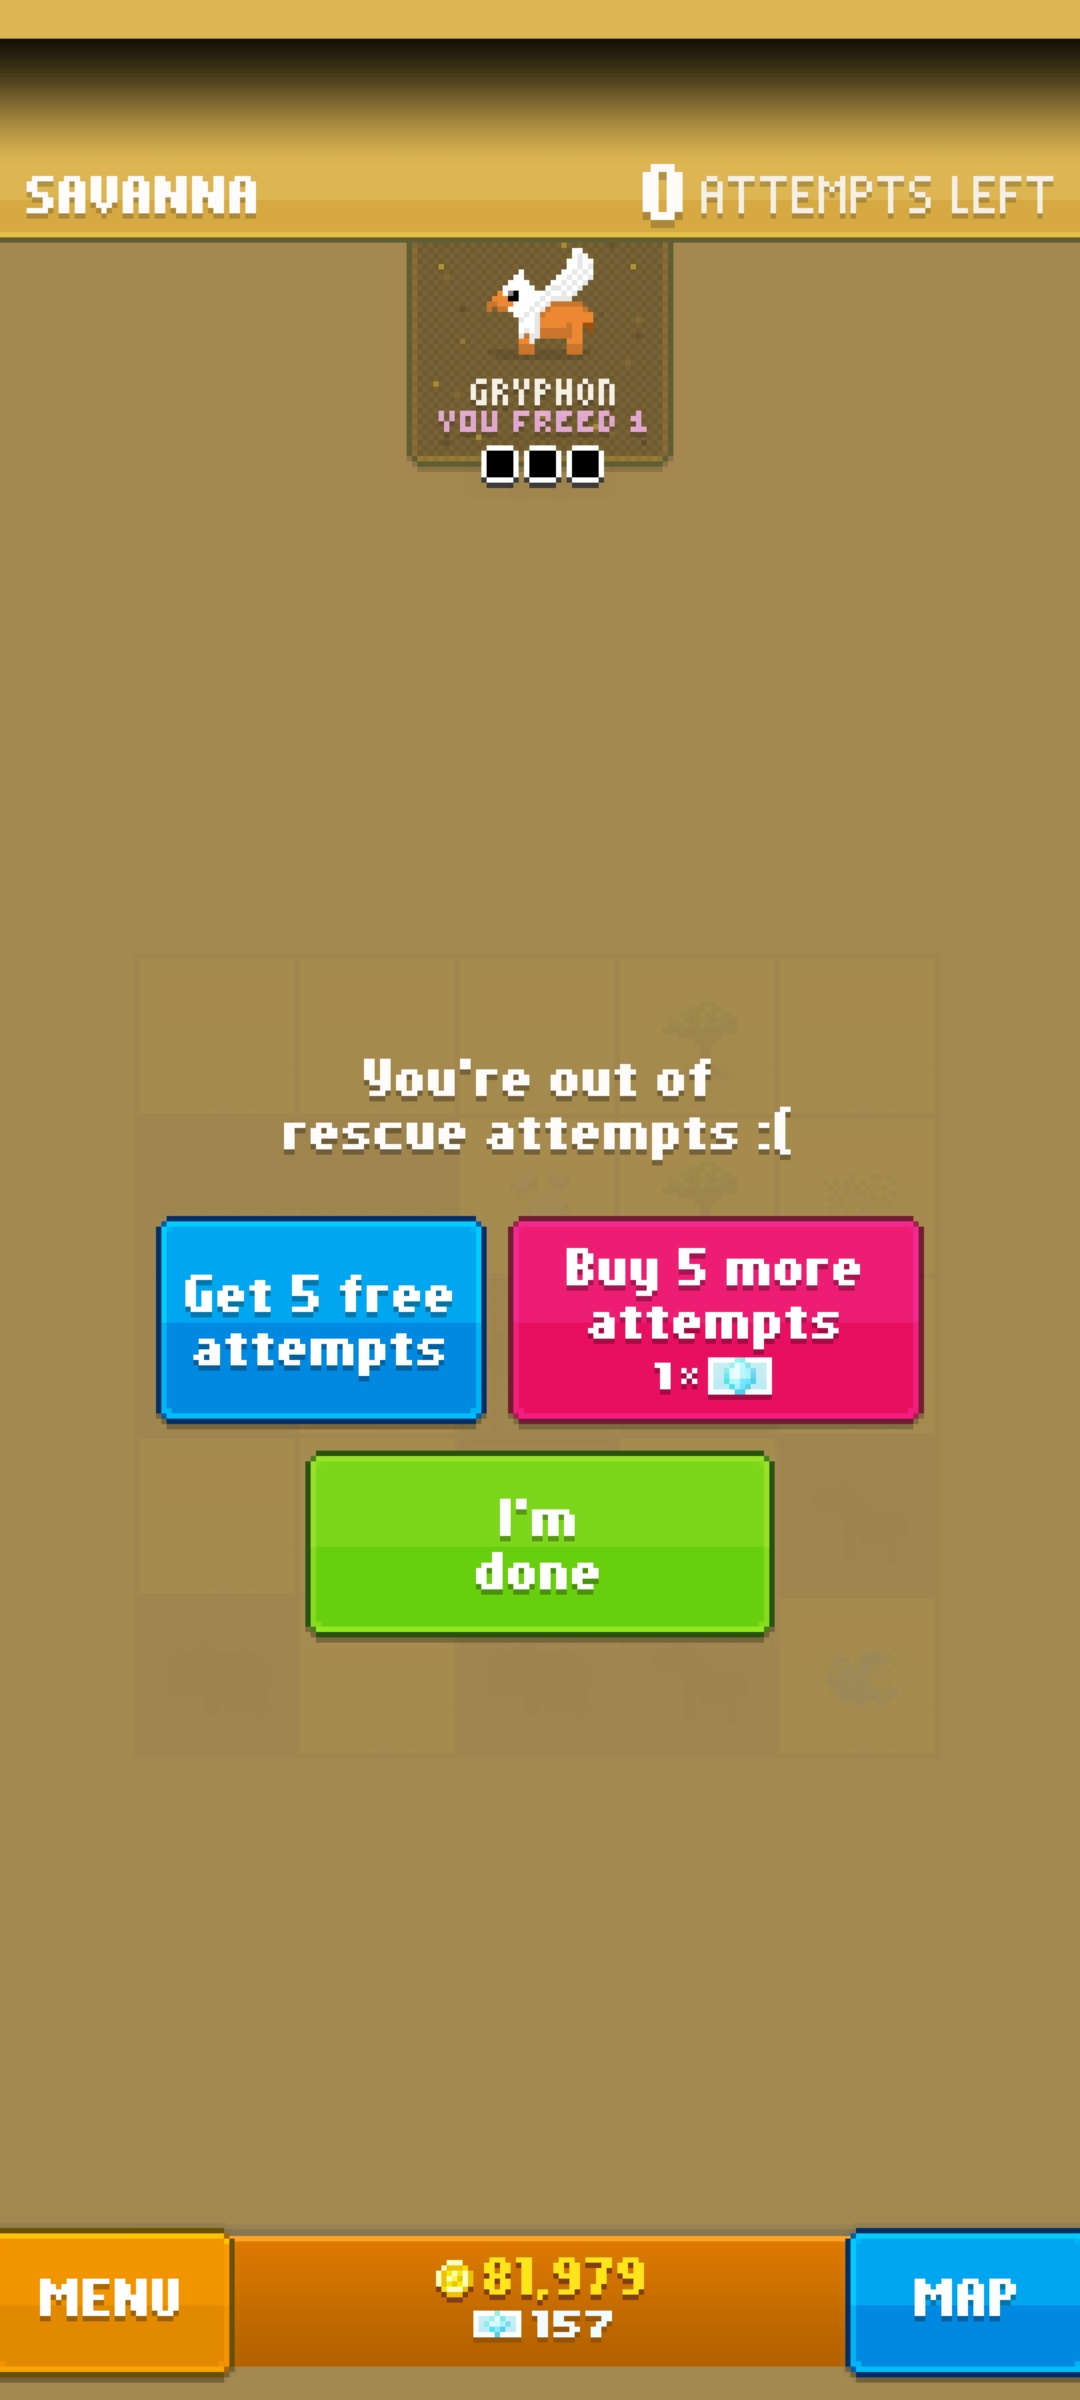 SAVANNA
0 ATTEMPTS LEFT
GRYPHON
YOU FREED 1
You're out of
rescue attempts :(
Get 5 free
attempts
Buy 5 more
attempts
1×
I'm
done
MENU
81,979
157
MAP